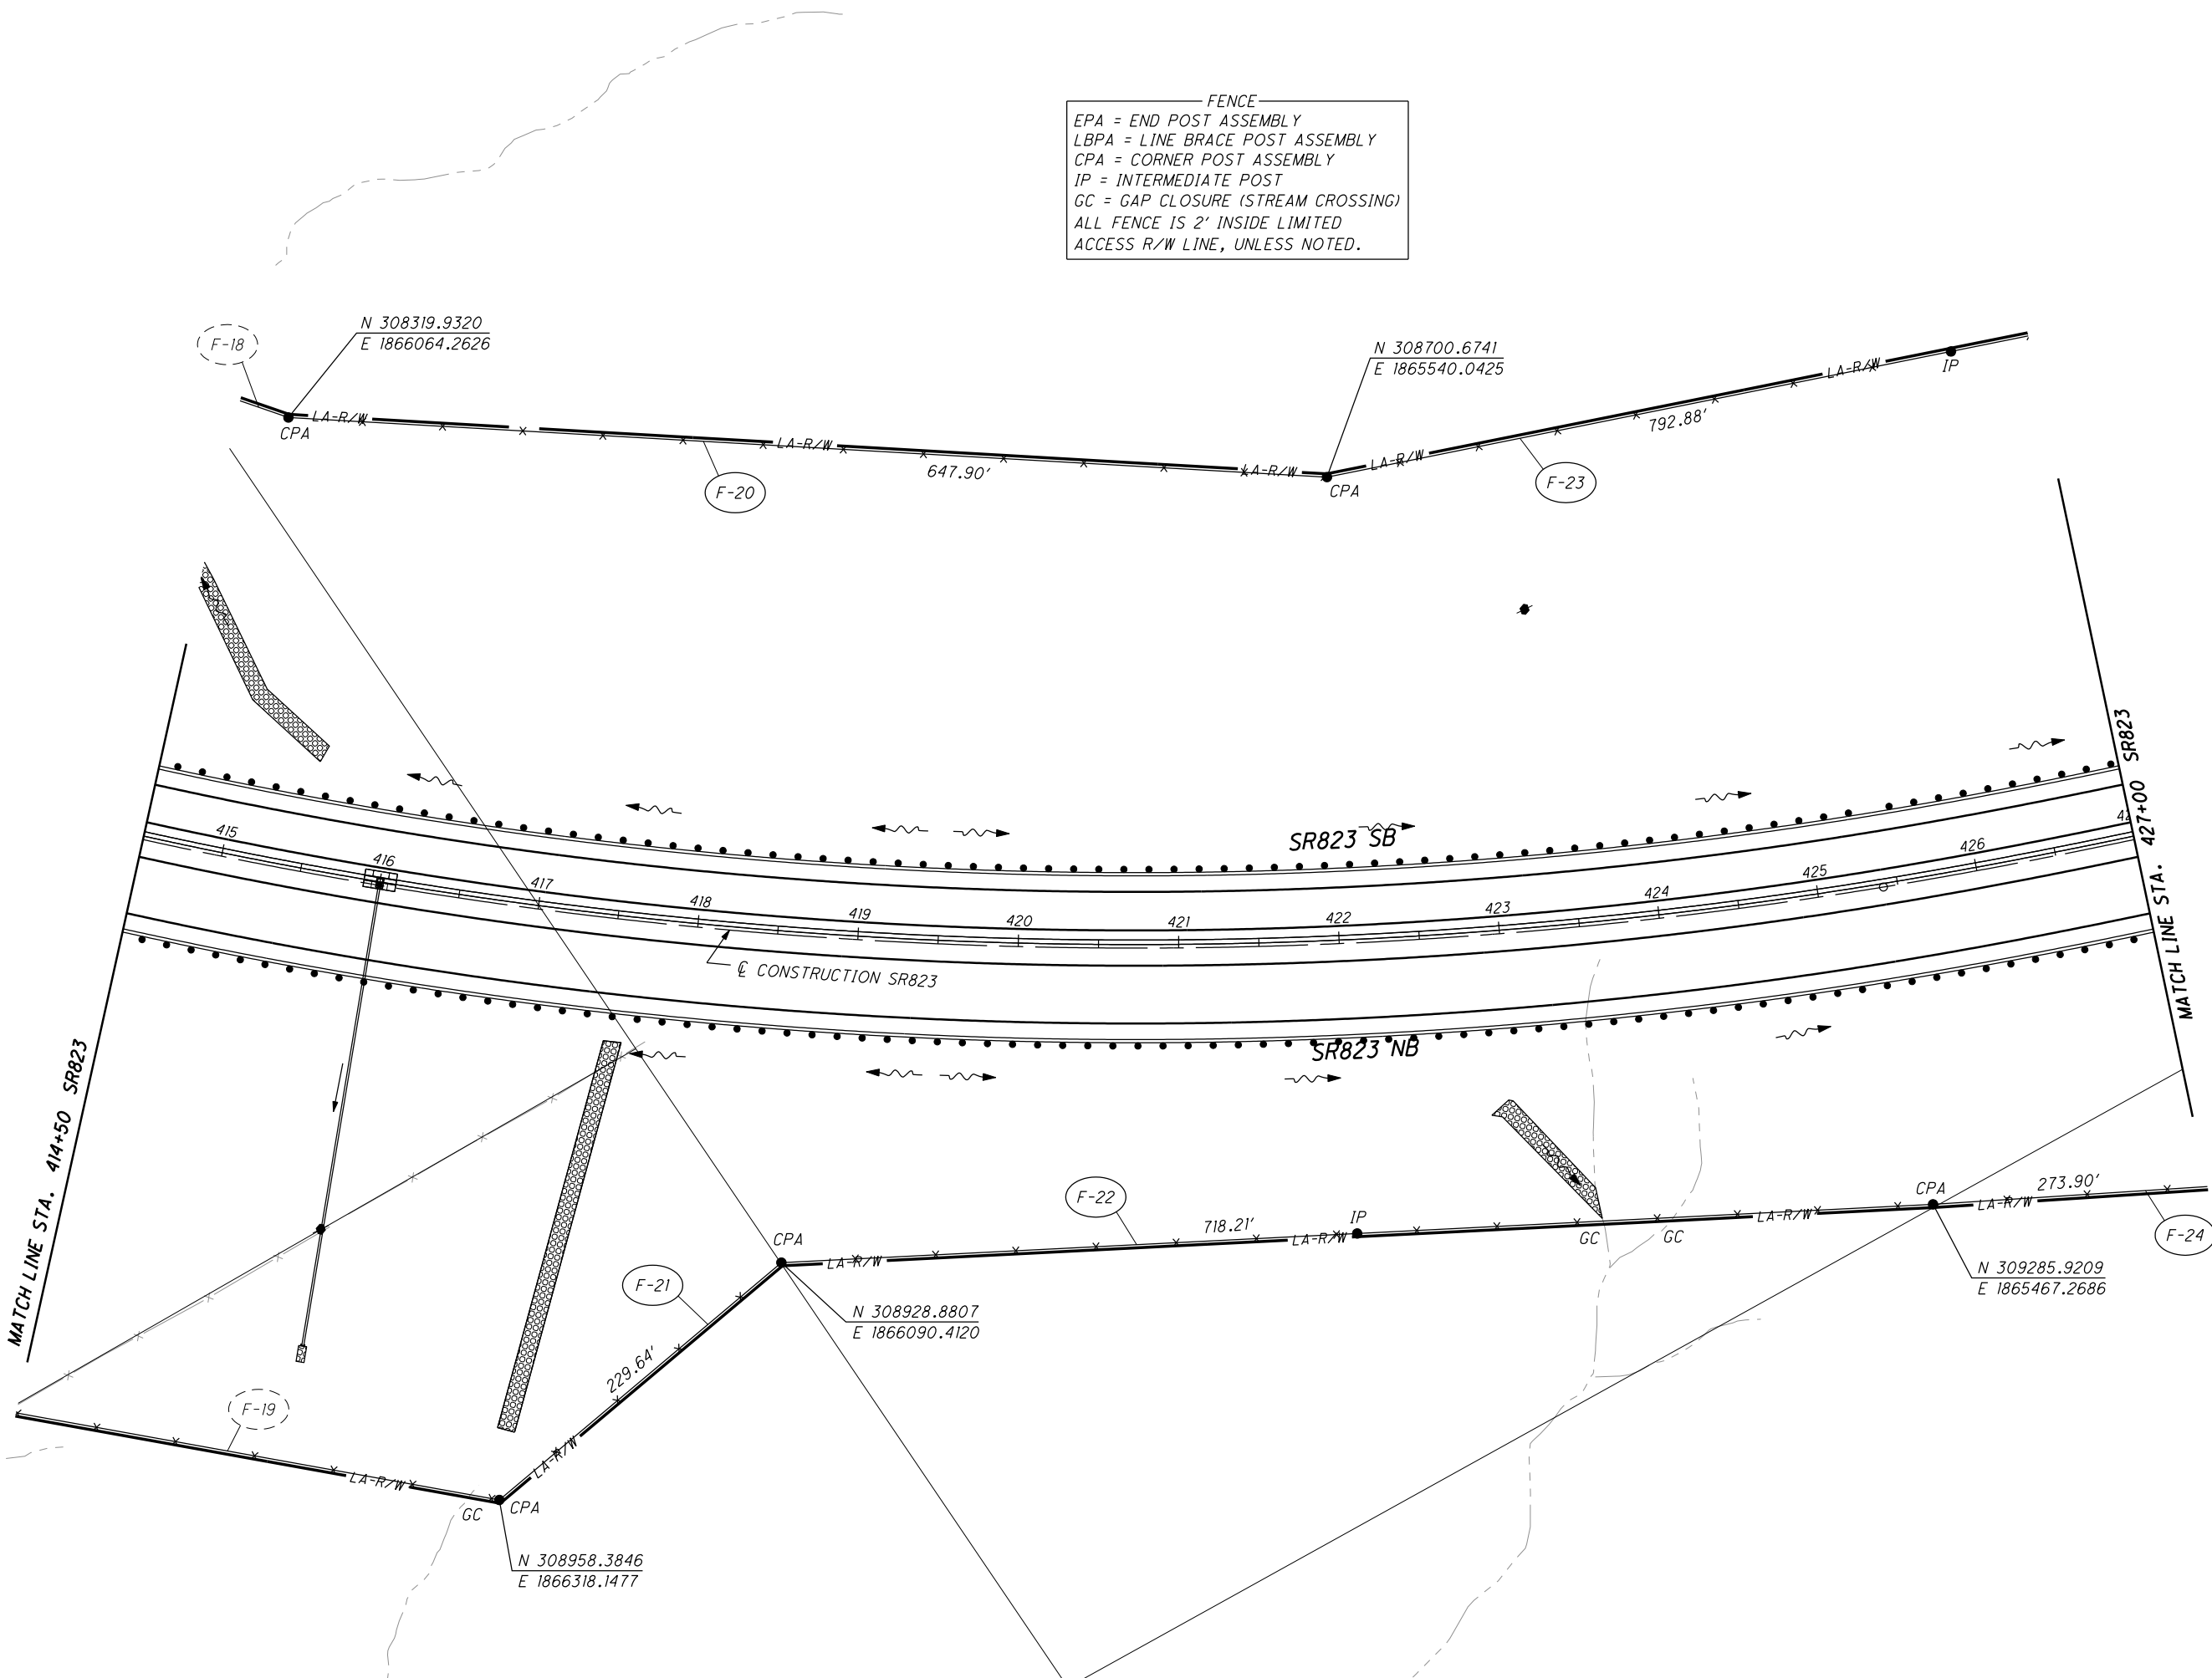 FENCE
EPA = END POST ASSEMBLY
LBPA = LINE BRACE POST ASSEMBLY
CPA = CORNER POST ASSEMBLY
IP = INTERMEDIATE POST
GC = GAP CLOSURE (STREAM CROSSING)
ALL FENCE IS 2' INSIDE LIMITED
ACCESS R/W LINE, UNLESS NOTED.
N 308319.9320
E 1866064.2626
F-18
N 308700.6741
E 1865540.0425
LA-R/W
IP
LA-R/W
CPA
792.88'
LA-R/W
LA-R/W
LA-R/W
647.90'
F-20
CPA
F-23
SR823
427+00
MATCH LINE STA.
415
SR823 SB
416
426
417
425
418
424
419
423
420
421
422
℄ CONSTRUCTION SR823
SR823 NB
MATCH LINE STA. 414+50 SR823
F-22
CPA
273.90'
LA-R/W
718.21'
IP
LA-R/W
CPA
LA-R/W
GC
GC
F-24
LA-R/W
F-21
N 309285.9209
E 1865467.2686
N 308928.8807
E 1866090.4120
229.64'
F-19
LA-R/W
LA-R/W
GC
CPA
N 308958.3846
E 1866318.1477